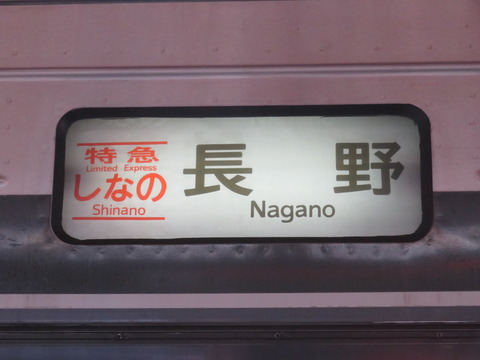 特急
Limited Express
しなの
Shinano
長野
Nagano